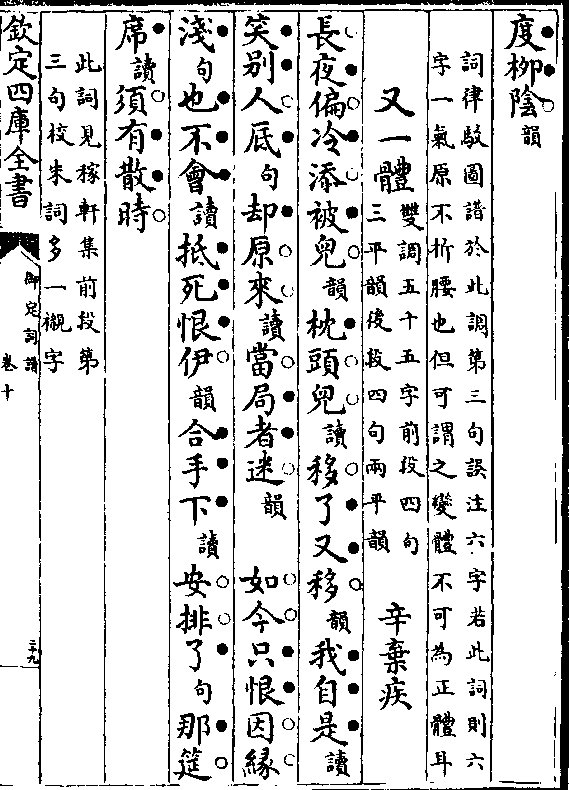 度柳陰韻
詞律駁圖譜於此調第三句誤注六字若此詞則六
字一氣原不折腰也但可謂之變體不可為正體耳
又一體
雙調五十五字前段四句
三平韻後段四句兩平韻
辛棄疾
長夜偏冷添被兒韻枕頭兒讀移了又移韻我自是讀
笑别人底句却原來讀當局者迷韻 如今只恨因縁
淺句也不會讀抵死恨伊韻合手下讀安排了句那筵
席讀須有散時
此詞見稼軒集前段第
三句校朱詞多一襯字
欽定四庫全書
御定詞譜
卷十
三九